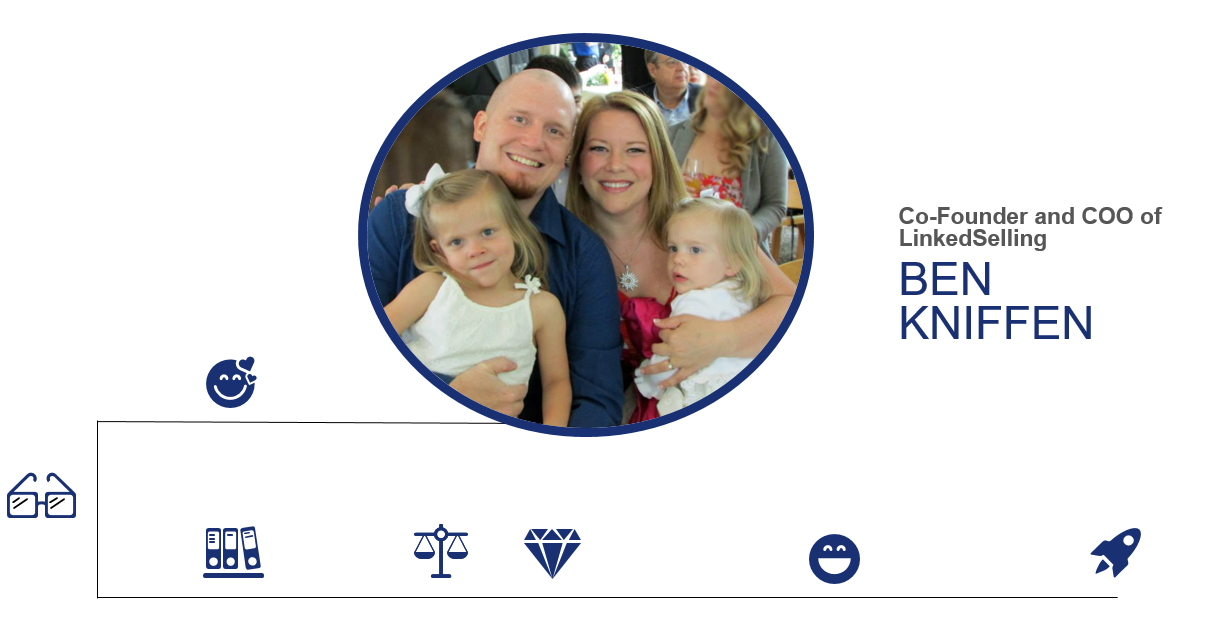 Co-Founder and COO of
LinkedSelling
BEN
KNIFFEN